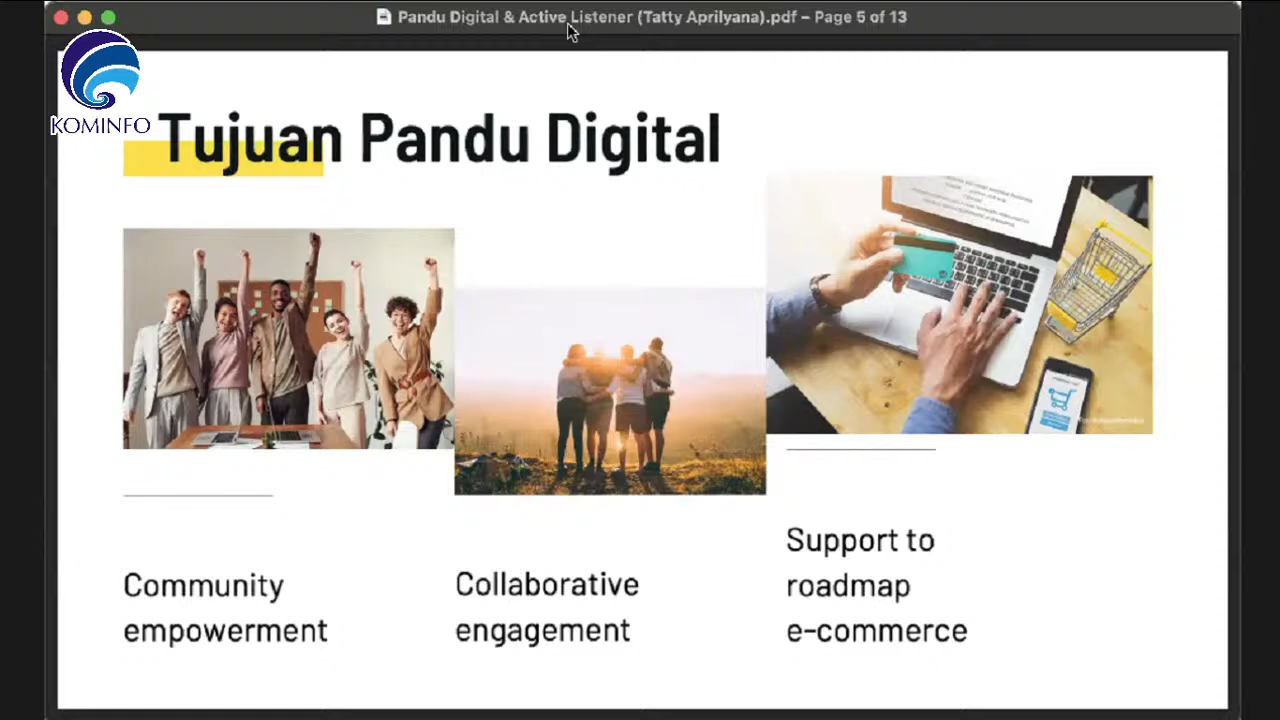 Pandu Digital & Active Listener (Tatty Aprilyana).pdf – Page 5 of 13
KOMINFO
Tujuan Pandu Digital
Community
empowerment
Collaborative
engagement
Support to
roadmap
e-commerce